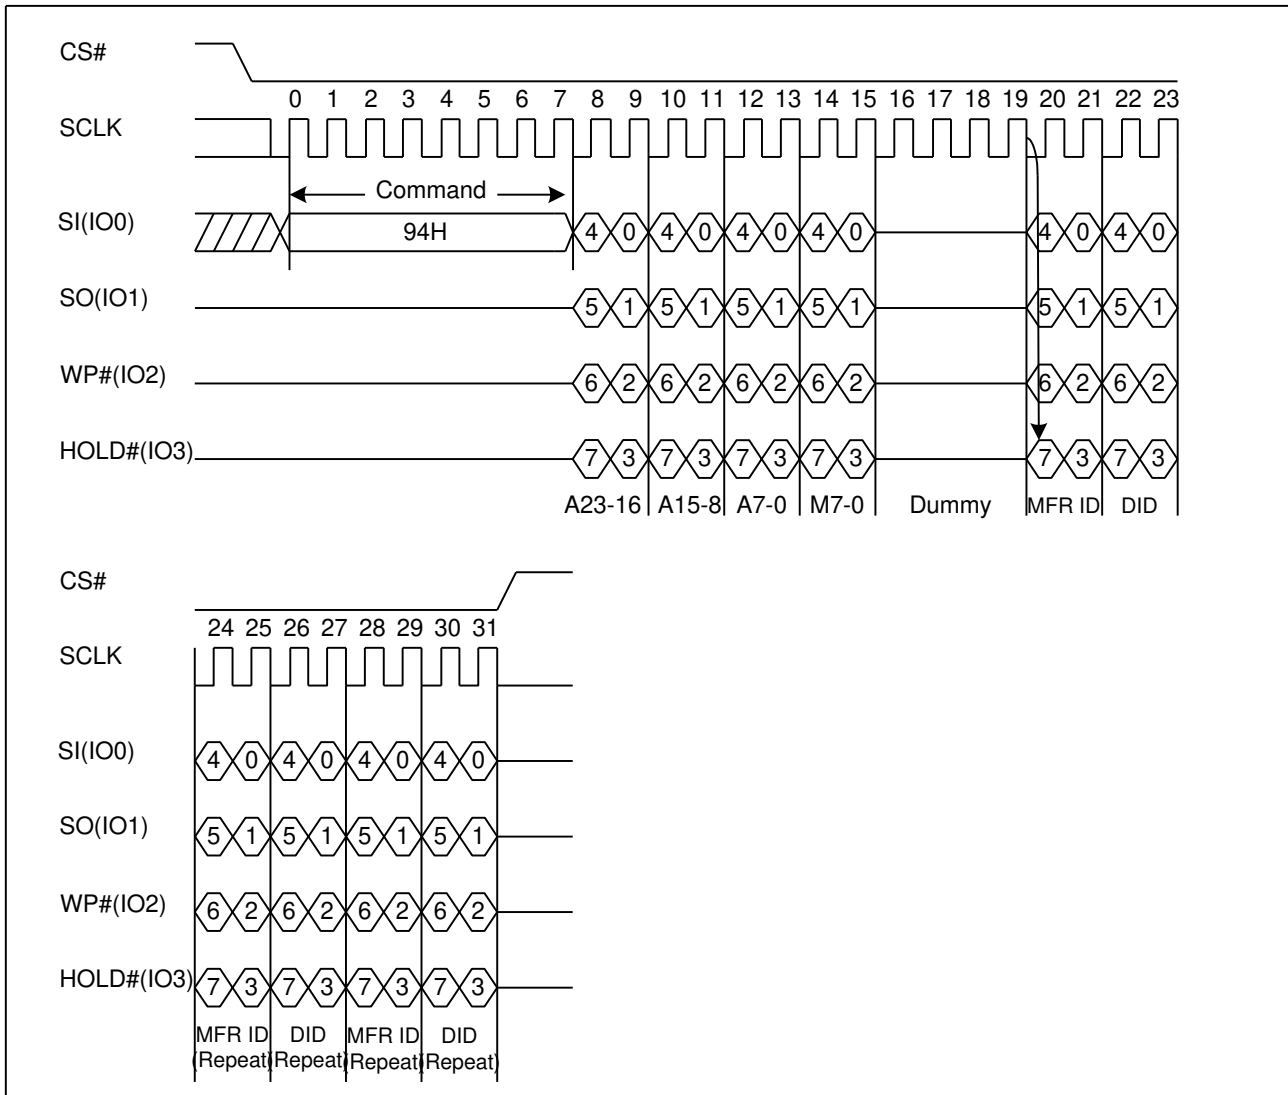 CS#
0 1 2 3 4 5 6 7 8 9 10 11 12 13 14 15 16 17 18 19 20 21 22 23
SCLK
Command
SI(IO0)
94H
4 0 4 0 4 0 4 0 4 0 4 0
SO(IO1)
5 1 5 1 5 1 5 1 5 1 5 1
WP#(IO2)
6 2 6 2 6 2 6 2 6 2 6 2
HOLD#(IO3)
7 3 7 3 7 3 7 3 7 3 7 3
A23-16 A15-8 A7-0 M7-0 Dummy MFR ID DID
CS#
24 25 26 27 28 29 30 31
SCLK
SI(IO0)
4 0 4 0 4 0 4 0
SO(IO1)
5 1 5 1 5 1 5 1
WP#(IO2)
6 2 6 2 6 2 6 2
HOLD#(IO3)
7 3 7 3 7 3 7 3
MFR ID DID MFR ID DID
(Repeat) (Repeat) (Repeat) (Repeat)